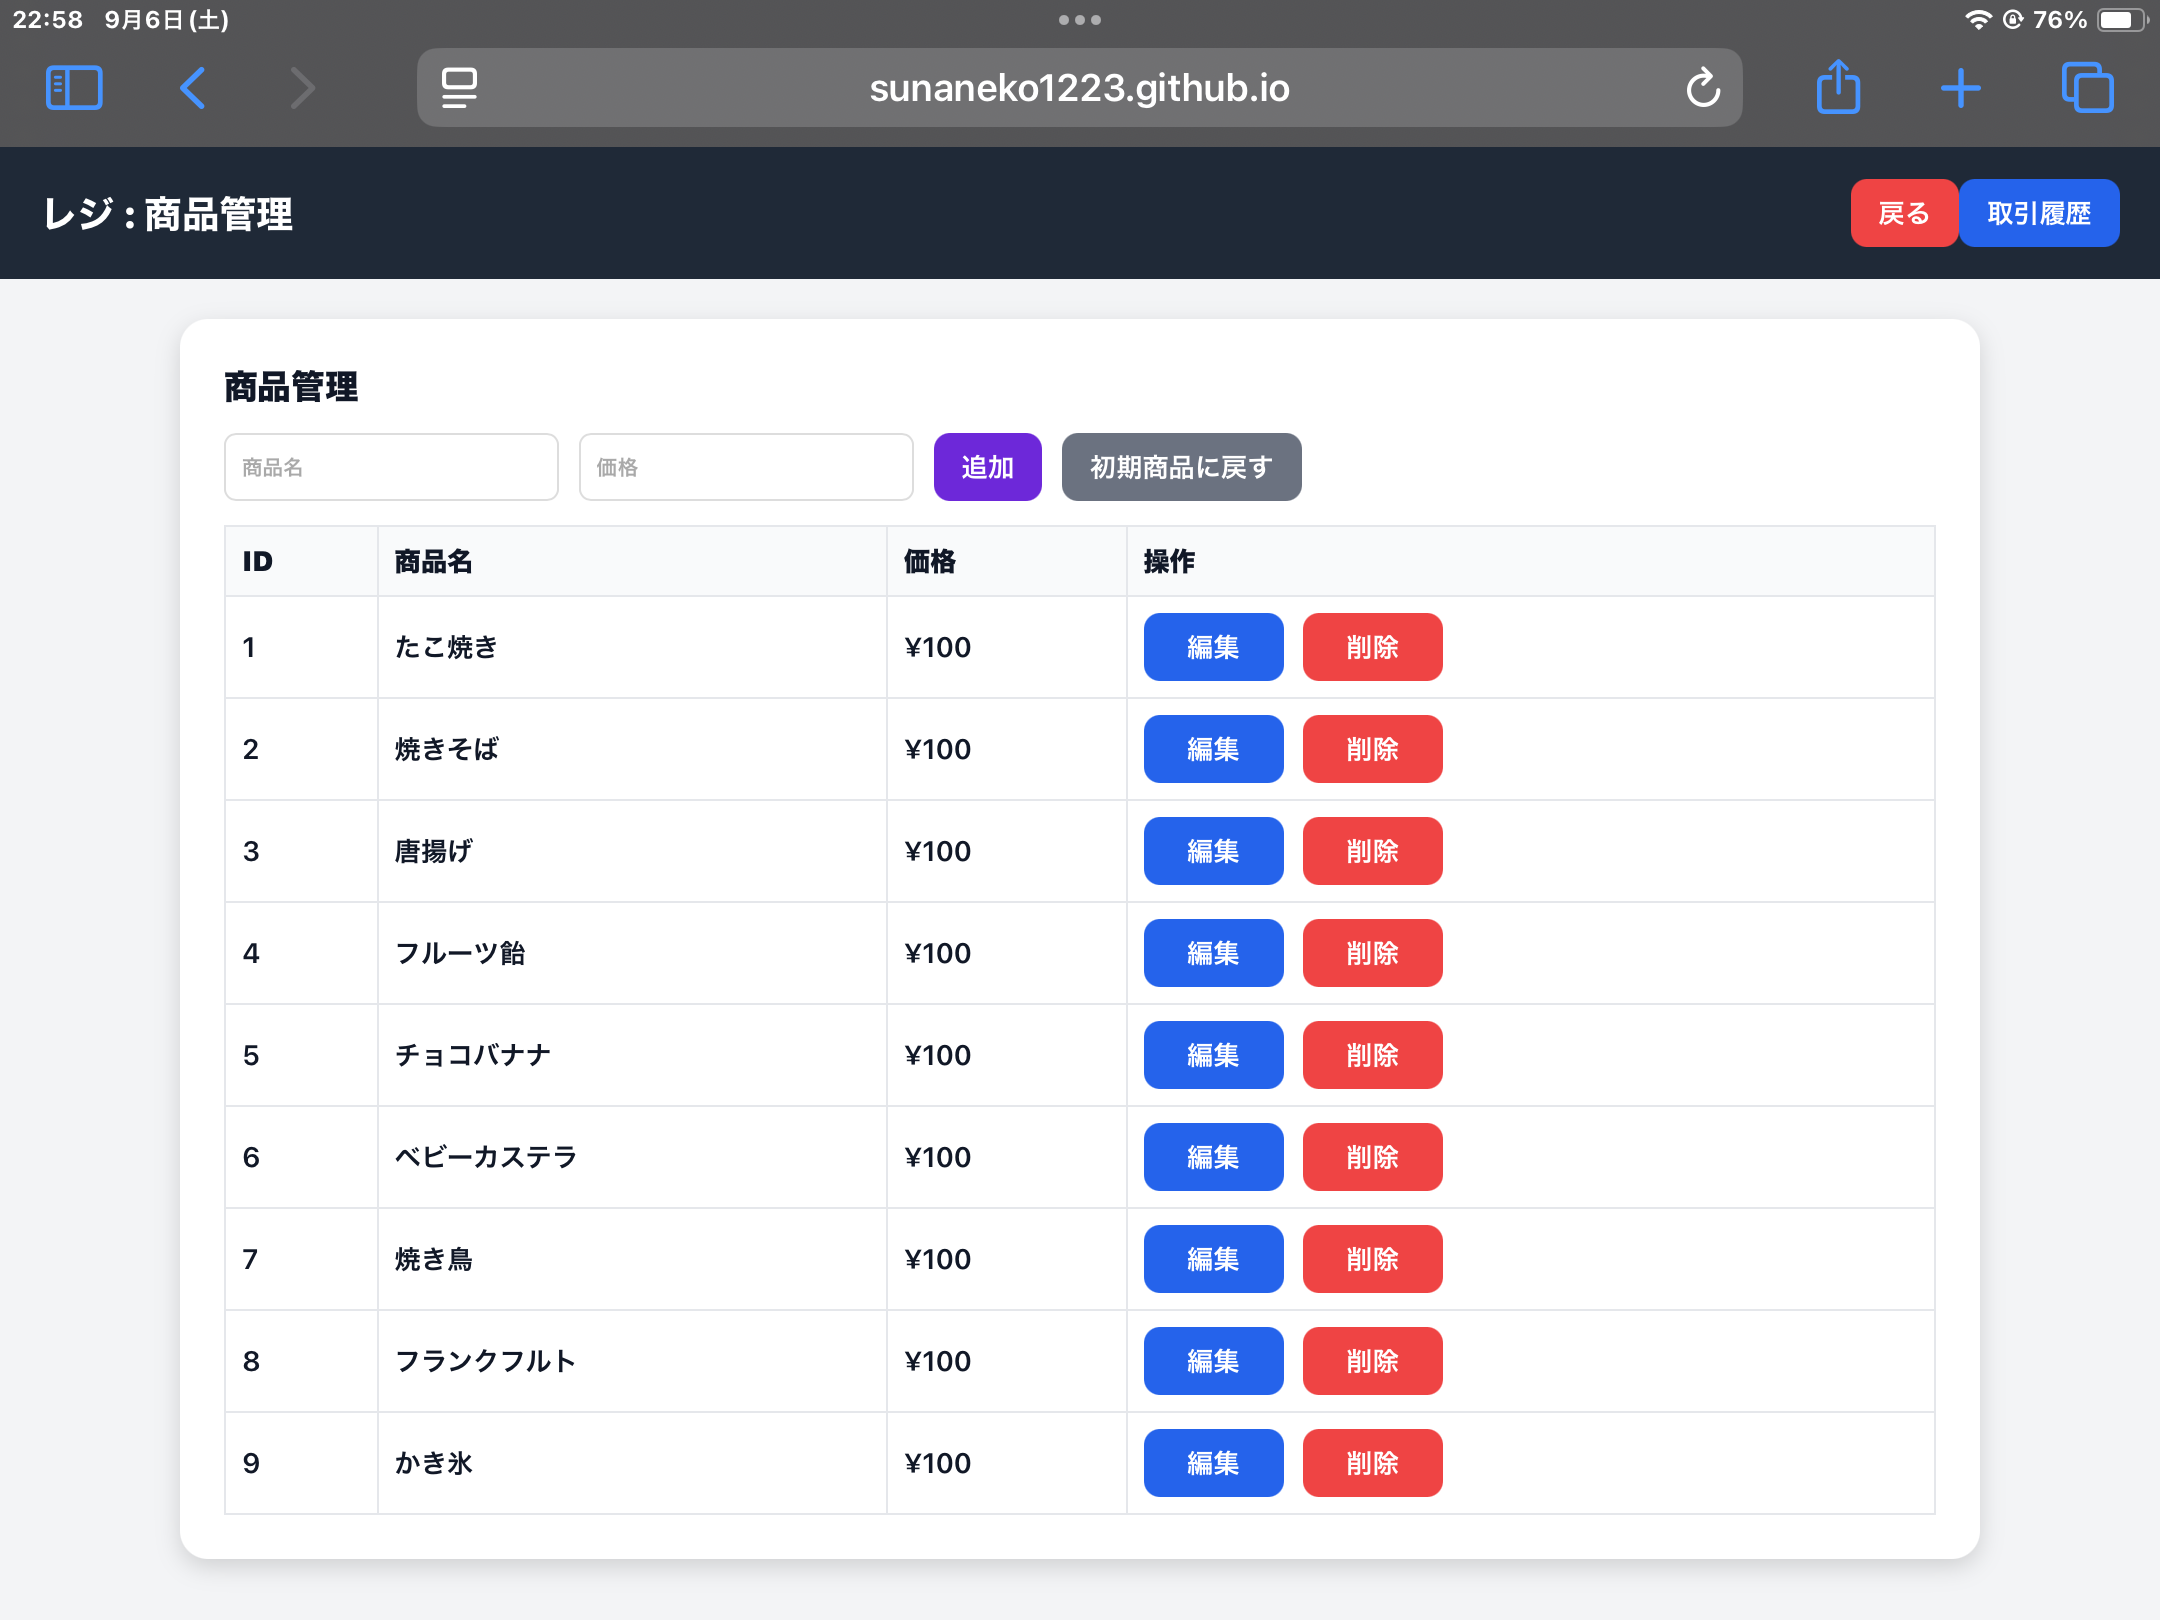 22:58 9月6日(土) 76%
sunaneko1223.github.io
レジ : 商品管理 戻る 取引履歴
商品管理
商品名 価格 追加 初期商品に戻す
ID 商品名 価格 操作
1 たこ焼き ¥100 編集 削除
2 焼きそば ¥100 編集 削除
3 唐揚げ ¥100 編集 削除
4 フルーツ飴 ¥100 編集 削除
5 チョコバナナ ¥100 編集 削除
6 ベビーカステラ ¥100 編集 削除
7 焼き鳥 ¥100 編集 削除
8 フランクフルト ¥100 編集 削除
9 かき氷 ¥100 編集 削除